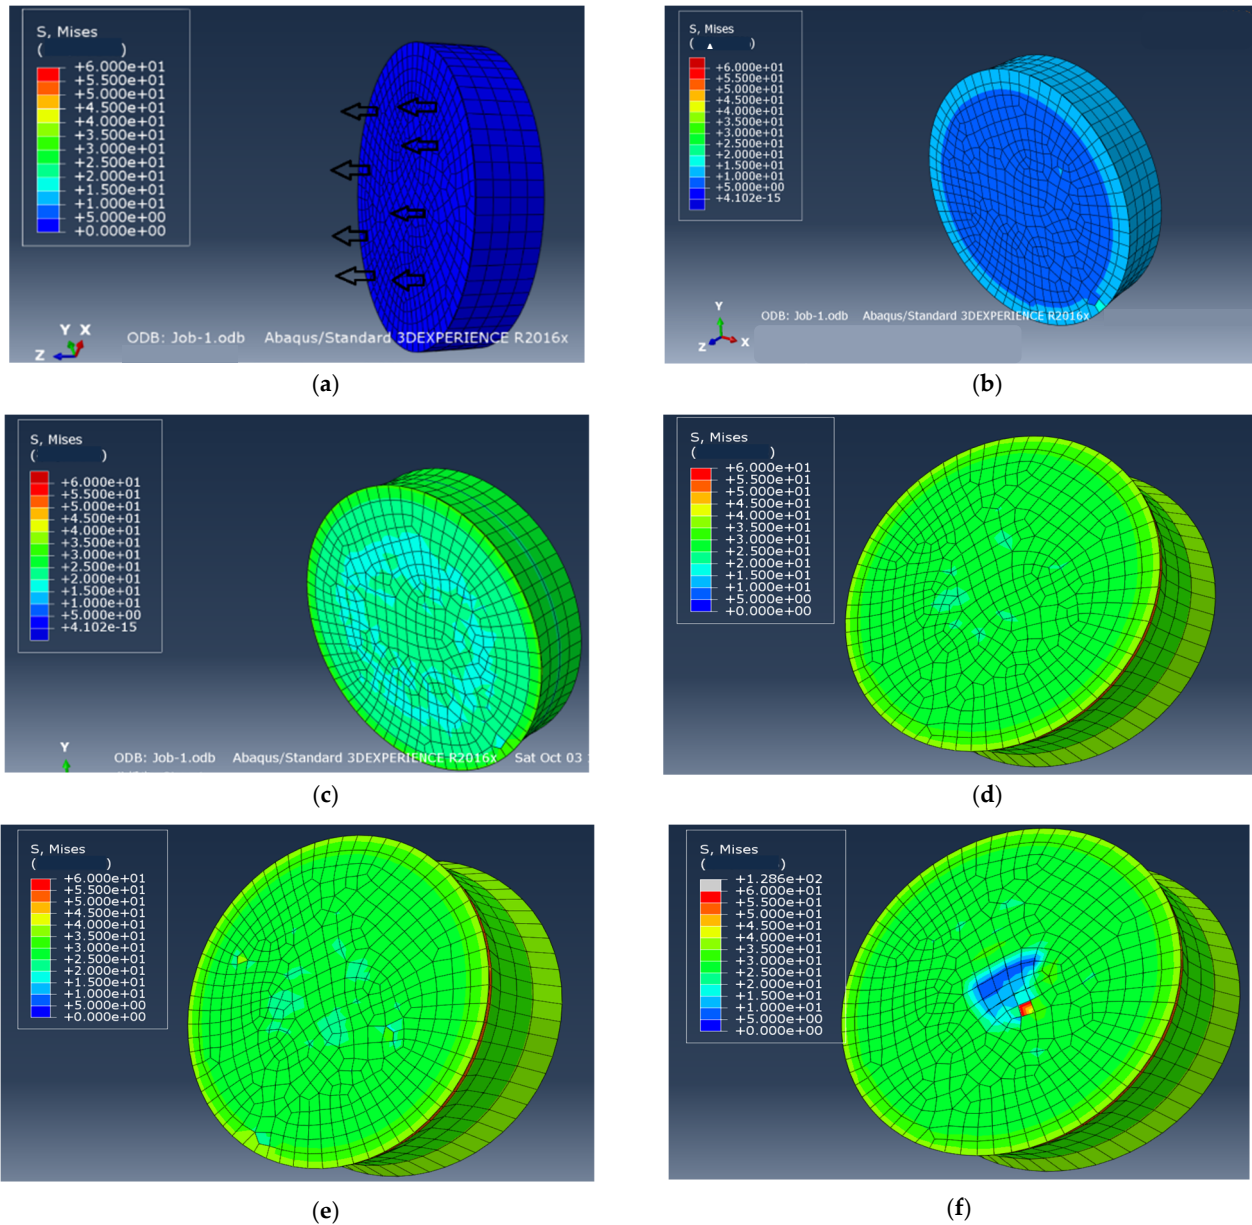 S, Mises
( )
+6.000e+01
+5.500e+01
+5.000e+01
+4.500e+01
+4.000e+01
+3.500e+01
+3.000e+01
+2.500e+01
+2.000e+01
+1.500e+01
+1.000e+01
+5.000e+00
+0.000e+00
Y X
Z
ODB: Job-1.odb Abaqus/Standard 3DEXPERIENCE R2016x
(a)
S, Mises
( )
+6.000e+01
+5.500e+01
+5.000e+01
+4.500e+01
+4.000e+01
+3.500e+01
+3.000e+01
+2.500e+01
+2.000e+01
+1.500e+01
+1.000e+01
+5.000e+00
+4.102e-15
Y
Z X
ODB: Job-1.odb Abaqus/Standard 3DEXPERIENCE R2016x
(b)
S, Mises
( )
+6.000e+01
+5.500e+01
+5.000e+01
+4.500e+01
+4.000e+01
+3.500e+01
+3.000e+01
+2.500e+01
+2.000e+01
+1.500e+01
+1.000e+01
+5.000e+00
+4.102e-15
Y
ODB: Job-1.odb Abaqus/Standard 3DEXPERIENCE R2016x Sat Oct 03
(c)
S, Mises
( )
+6.000e+01
+5.500e+01
+5.000e+01
+4.500e+01
+4.000e+01
+3.500e+01
+3.000e+01
+2.500e+01
+2.000e+01
+1.500e+01
+1.000e+01
+5.000e+00
+0.000e+00
(d)
S, Mises
( )
+6.000e+01
+5.500e+01
+5.000e+01
+4.500e+01
+4.000e+01
+3.500e+01
+3.000e+01
+2.500e+01
+2.000e+01
+1.500e+01
+1.000e+01
+5.000e+00
+0.000e+00
(e)
S, Mises
( )
+1.286e+02
+6.000e+01
+5.500e+01
+5.000e+01
+4.500e+01
+4.000e+01
+3.500e+01
+3.000e+01
+2.500e+01
+2.000e+01
+1.500e+01
+1.000e+01
+5.000e+00
+0.000e+00
(f)